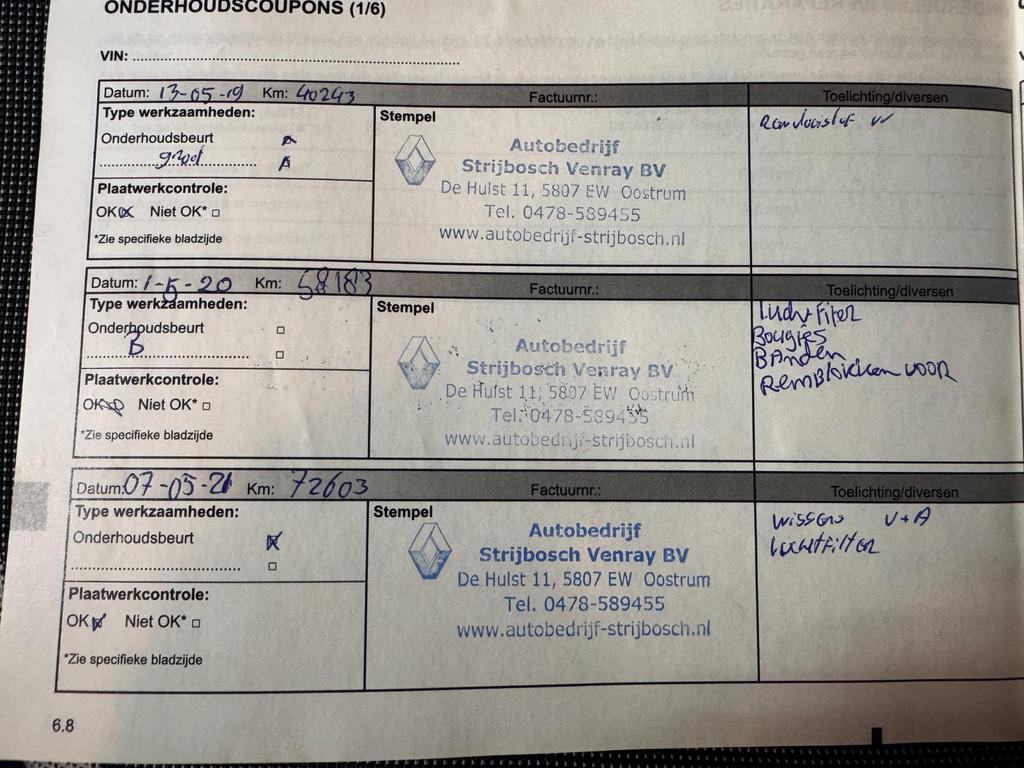 ONDERHOUDSCOUPONS (1/6)
VIN:
Datum: 13-05-19 Km: 40243 Factuurnr.: Toelichting/diversen
Type werkzaamheden:
Onderhoudsbeurt
groot
Plaatwerkcontrole:
OK Niet OK*
*Zie specifieke bladzijde
Stempel
Autobedrijf
Strijbosch Venray BV
De Hulst 11, 5807 EW Oostrum
Tel. 0478-589455
www.autobedrijf-strijbosch.nl
Datum: 1-5-20 Km: 58183 Factuurnr.: Toelichting/diversen
Type werkzaamheden:
Onderhoudsbeurt
B
Plaatwerkcontrole:
OK Niet OK*
*Zie specifieke bladzijde
Stempel
Autobedrijf
Strijbosch Venray BV
De Hulst 11, 5807 EW Oostrum
Tel. 0478-589455
www.autobedrijf-strijbosch.nl
Lucht Filter
Bougies
BANDen
Remblokken VOOR
Datum: 07-05-21 Km: 72603 Factuurnr.: Toelichting/diversen
Type werkzaamheden:
Onderhoudsbeurt
Plaatwerkcontrole:
OK Niet OK*
*Zie specifieke bladzijde
Stempel
Autobedrijf
Strijbosch Venray BV
De Hulst 11, 5807 EW Oostrum
Tel. 0478-589455
www.autobedrijf-strijbosch.nl
wissers V+A
luchtfilter
6.8